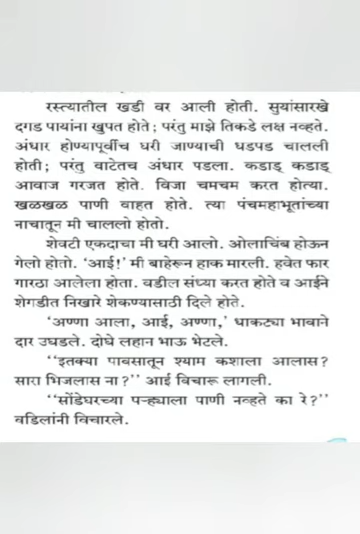 रस्त्यातील खडी वर आली होती. सुयांसारखे
दगड पायांना खुपत होते; परंतु माझे तिकडे लक्ष नव्हते.
अंधार होण्यापूर्वीच घरी जाण्याची धडपड चालली
होती; परंतु वाटेतच अंधार पडला. कडाड् कडाड्
आवाज गरजत होते. विजा चमचम करत होत्या.
खळखळ पाणी वाहत होते. त्या पंचमहाभूतांच्या
नाचातून मी चाललो होतो.
शेवटी एकदाचा मी घरी आलो. ओलाचिंब होऊन
गेलो होतो. ‘आई!’ मी बाहेरून हाक मारली. हवेत फार
गारठा आलेला होता. वडील संध्या करत होते व आईने
शेगडीत निखारे शेकण्यासाठी दिले होते.
‘अण्णा आला, आई, अण्णा,’ धाकट्या भावाने
दार उघडले. दोघे लहान भाऊ भेटले.
‘‘इतक्या पावसातून श्याम कशाला आलास?
सारा भिजलास ना?’’ आई विचारू लागली.
‘‘सोंडेघरच्या पऱ्ह्याला पाणी नव्हते का रे?’’
वडिलांनी विचारले.